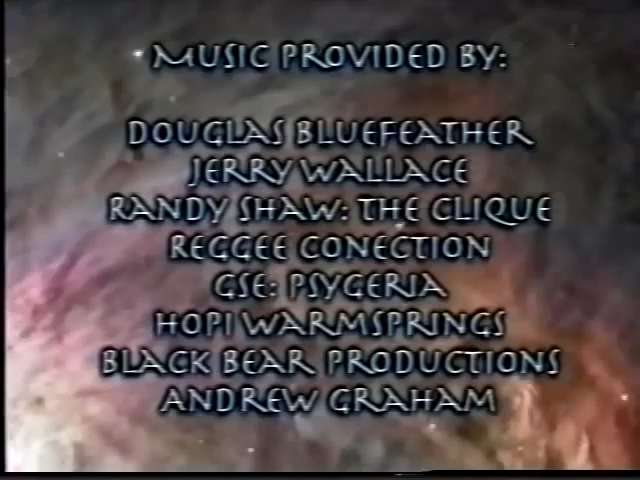 MUSIC PROVIDED BY:
DOUGLAS BLUEFEATHER
JERRY WALLACE
RANDY SHAW: THE CLIQUE
REGGEE CONECTION
GSE: PSYGERIA
HOPI WARMSPRINGS
BLACK BEAR PRODUCTIONS
ANDREW GRAHAM